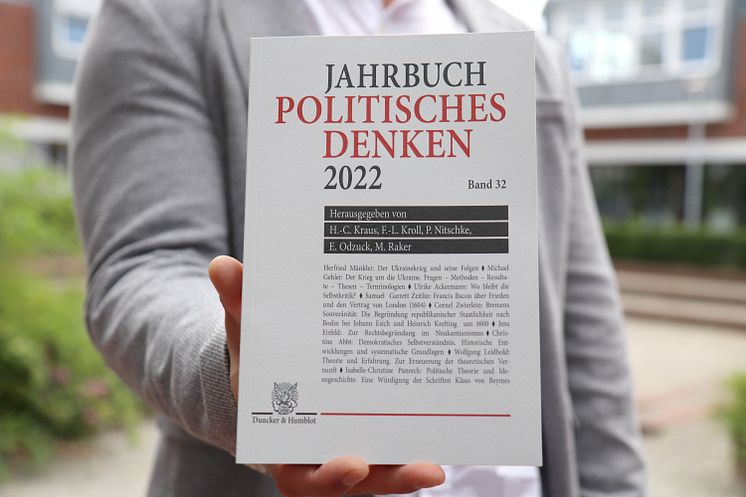 JAHRBUCH
POLITISCHES
DENKEN
2022
Band 32
Herausgegeben von
H.-C. Kraus, F.-L. Kroll, P. Nitschke,
E. Odzuck, M. Raker
Herfried Münkler: Der Ukrainekrieg und seine Folgen ♦ Michael
Gehler: Der Krieg um die Ukraine. Fragen – Methoden – Resulta-
te – Thesen – Terminologien ♦ Ulrike Ackermann: Wo bleibt die
Selbstkritik? ♦ Samuel Garrett Zeitlin: Francis Bacon über Frieden
und den Vertrag von London (1604) ♦ Cornel Zwierlein: Bremens
Souveränität: Die Begründung republikanischer Staatlichkeit nach
Bodin bei Johann Esich und Heinrich Krefting um 1600 ♦ Jens
Eisfeld: Zur Rechtsbegründung im Neukantianismus ♦ Chris-
tine Abbt: Demokratisches Selbstverständnis. Historische Ent-
wicklungen und systematische Grundlagen ♦ Wolfgang Leidhold:
Theorie und Erfahrung. Zur Erneuerung der theoretischen Ver-
nunft ♦ Isabelle-Christine Panreck: Politische Theorie und Ide-
engeschichte. Eine Würdigung der Schriften Klaus von Beymes
Duncker & Humblot